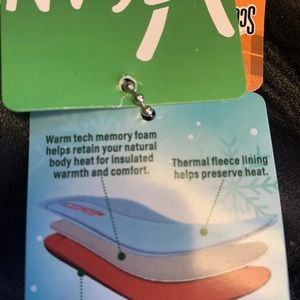 Warm tech memory foam
helps retain your natural
body heat for insulated
warmth and comfort.
Thermal fleece lining
helps preserve heat.